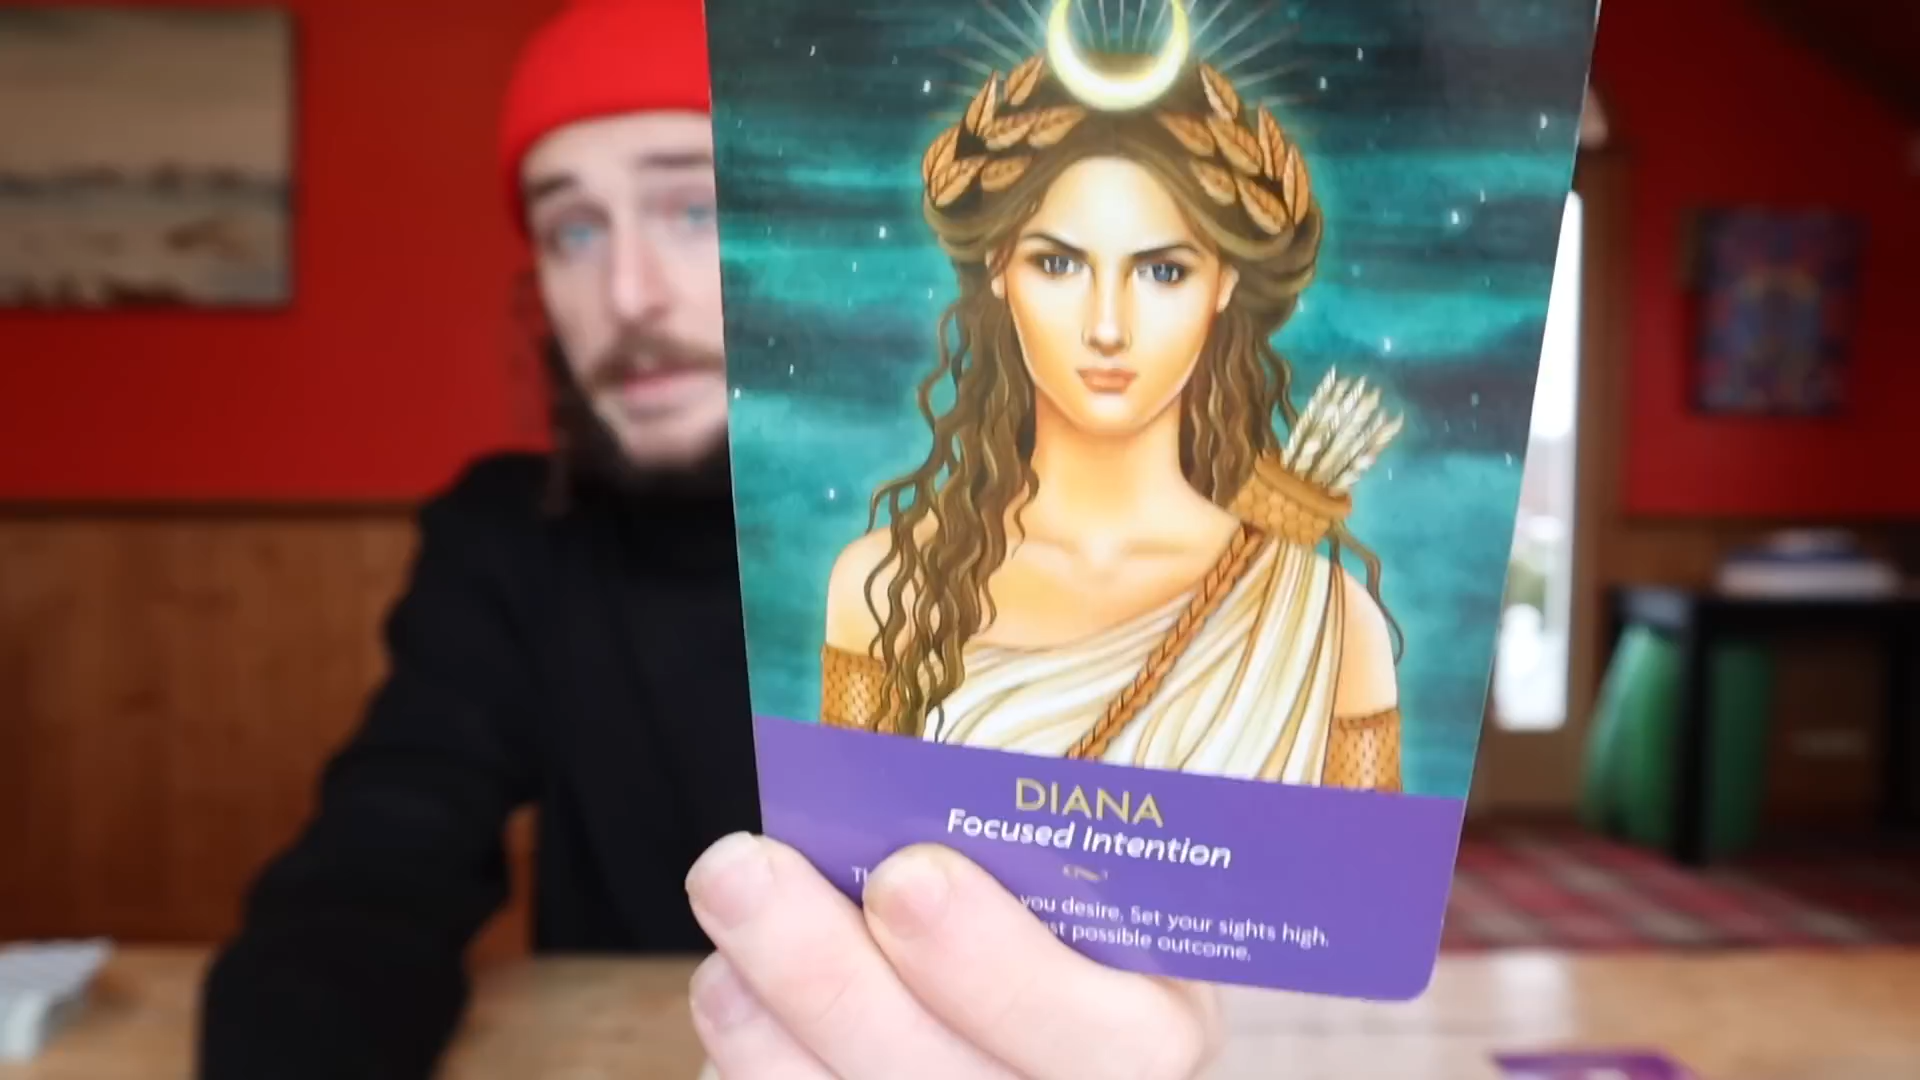 DIANA
Focused Intention
you desire. Set your sights high.
possible outcome.